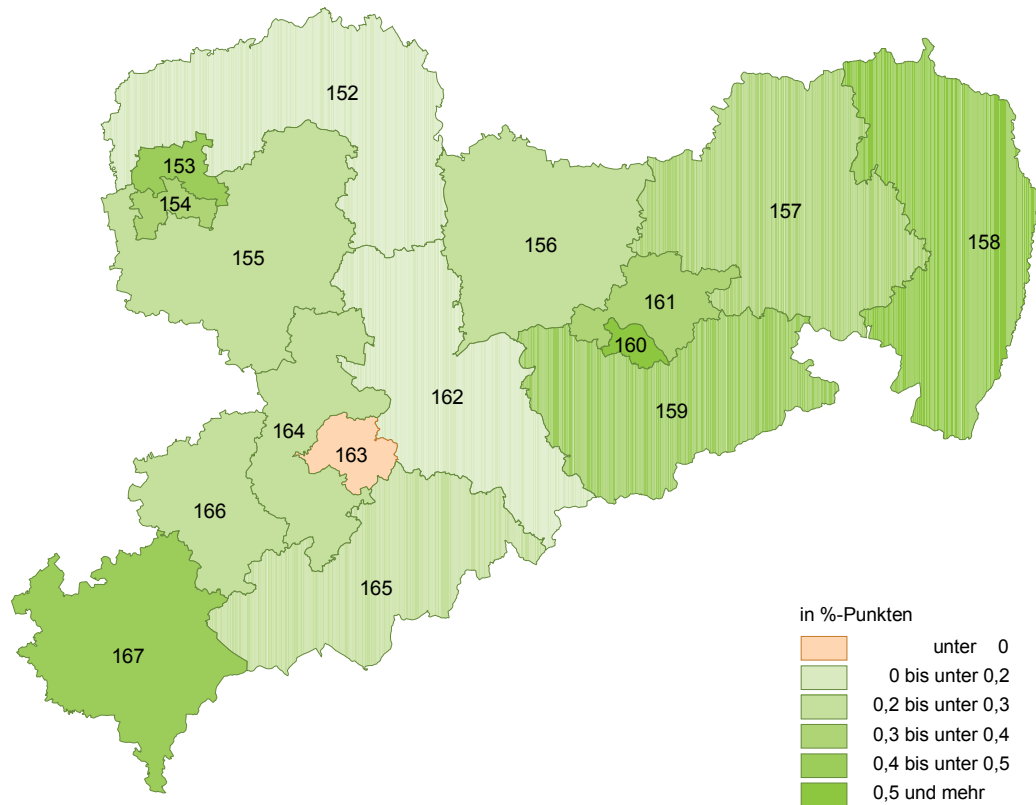 152
153
154
155
156
157
158
161
160
159
162
164
163
166
165
167
in %-Punkten
unter 0
0 bis unter 0,2
0,2 bis unter 0,3
0,3 bis unter 0,4
0,4 bis unter 0,5
0,5 und mehr